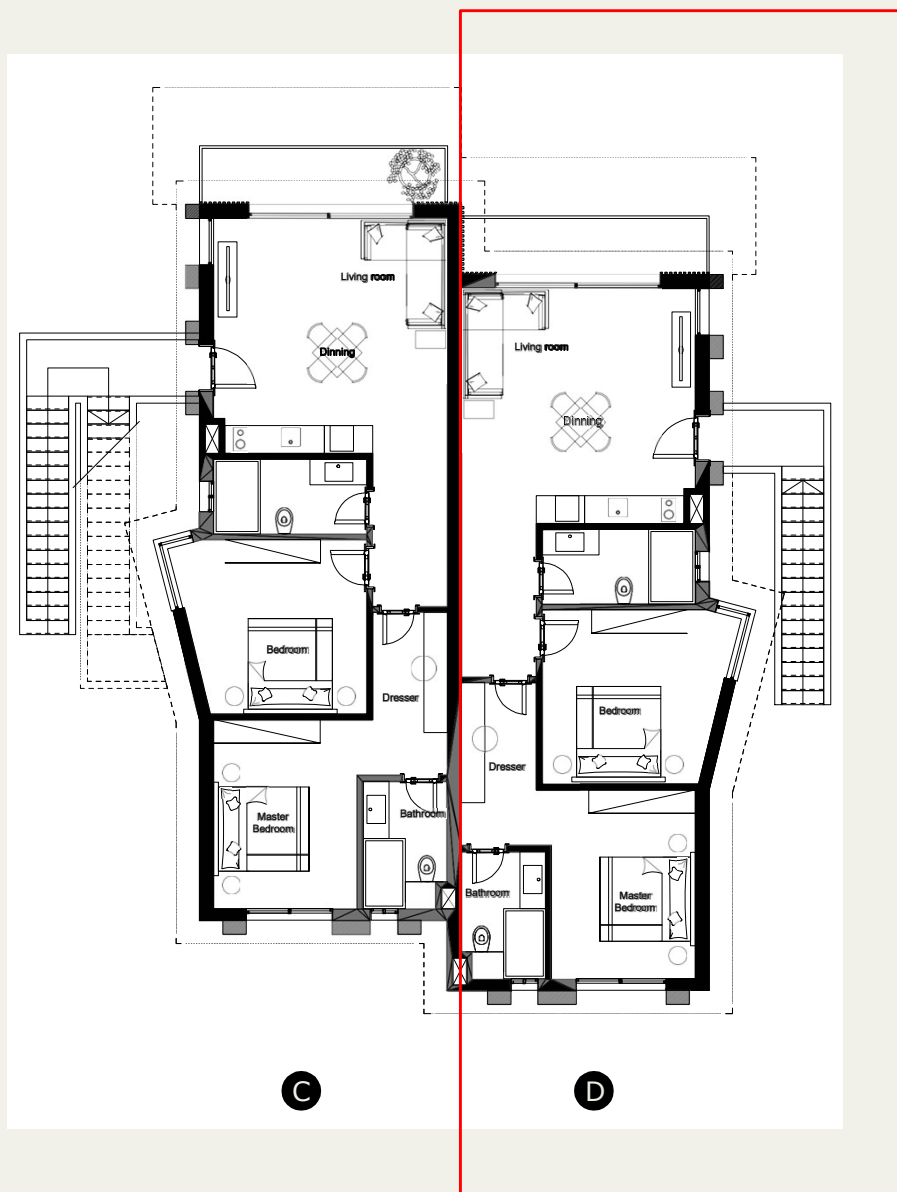 Living room
Dinning
Bedroom
Dresser
Master
Bedroom
Bathroom
C
Living room
Dinning
Bedroom
Dresser
Master
Bedroom
Bathroom
D